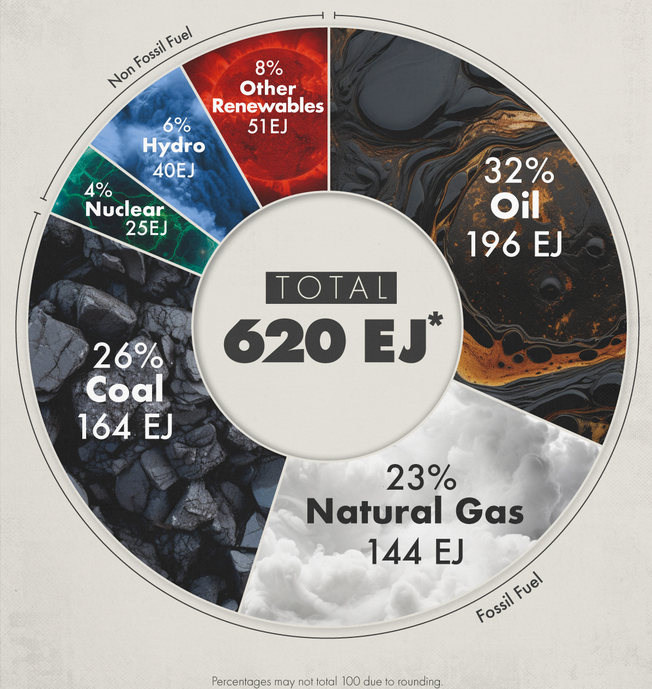 Non Fossil Fuel
8%
Other
Renewables
51EJ
6%
Hydro
40EJ
4%
Nuclear
25EJ
32%
Oil
196 EJ
TOTAL
620 EJ*
26%
Coal
164 EJ
23%
Natural Gas
144 EJ
Fossil Fuel
Percentages may not total 100 due to rounding.